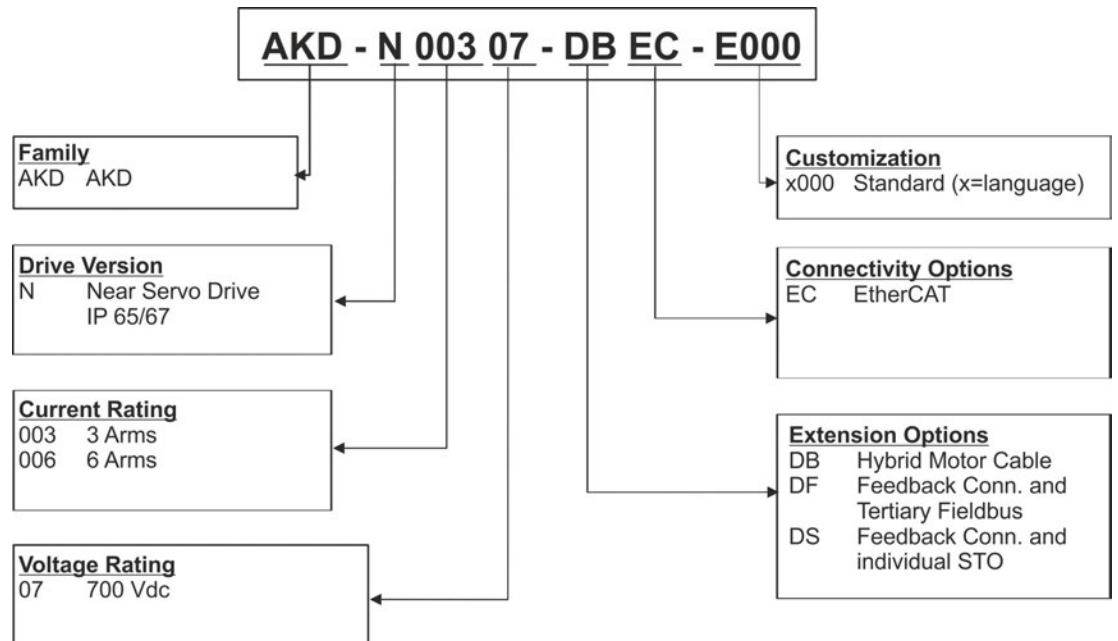 AKD - N 003 07 - DB EC - E000
Family
AKD AKD
Drive Version
N Near Servo Drive
IP 65/67
Current Rating
003 3 Arms
006 6 Arms
Voltage Rating
07 700 Vdc
Customization
x000 Standard (x=language)
Connectivity Options
EC EtherCAT
Extension Options
DB Hybrid Motor Cable
DF Feedback Conn. and
Tertiary Fieldbus
DS Feedback Conn. and
individual STO